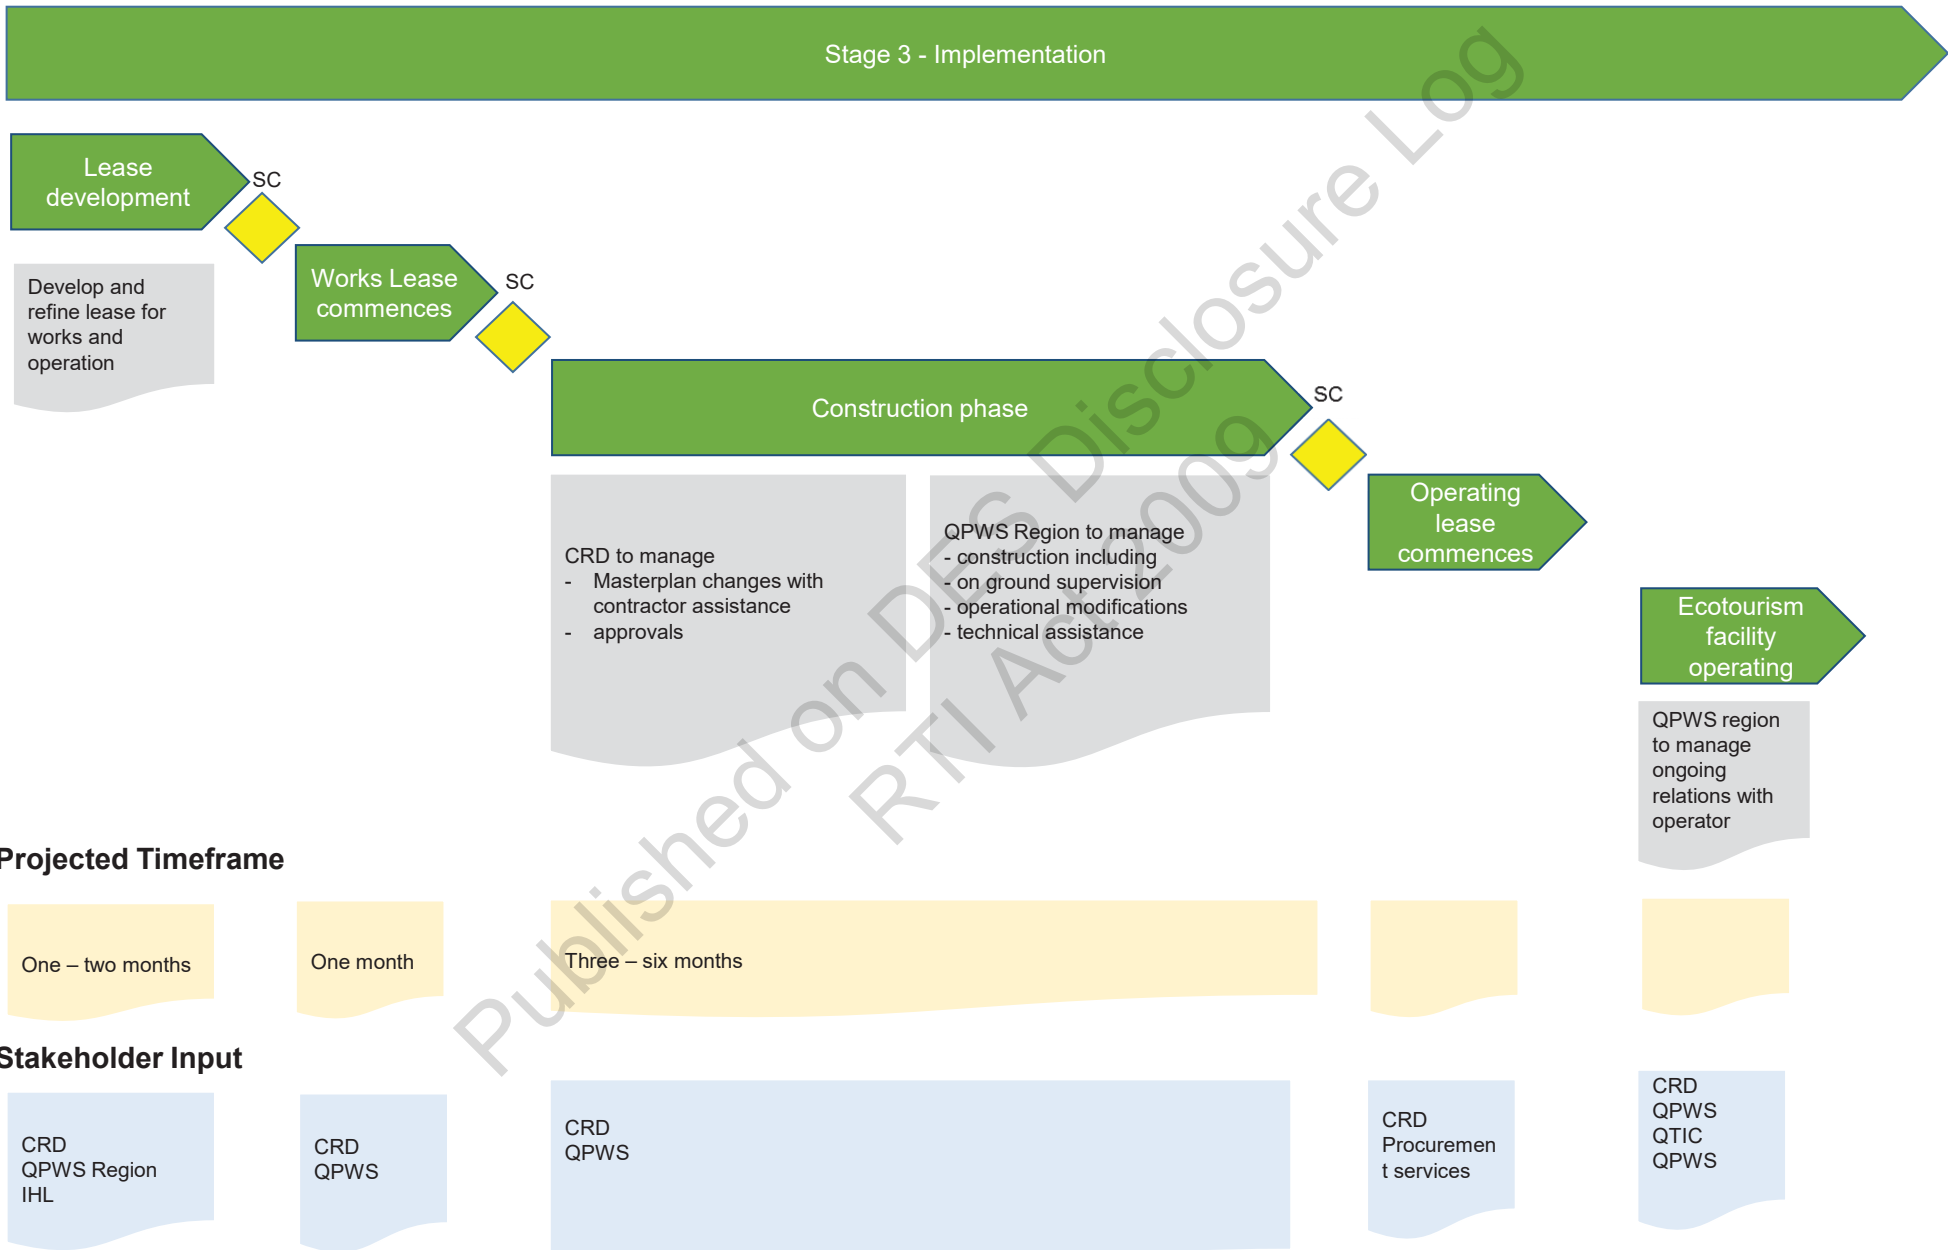 Stage 3 - Implementation
Lease
development
SC
Works Lease
commences
SC
Develop and
refine lease for
works and
operation
Construction phase
SC
CRD to manage
- Masterplan changes with
contractor assistance
- approvals
QPWS Region to manage
- construction including
- on ground supervision
- operational modifications
- technical assistance
Operating
lease
commences
Ecotourism
facility
operating
QPWS region
to manage
ongoing
relations with
operator
Projected Timeframe
One – two months
One month
Three – six months
Stakeholder Input
CRD
QPWS Region
IHL
CRD
QPWS
CRD
QPWS
CRD
Procuremen
t services
CRD
QPWS
QTIC
QPWS
Published on DES Disclosure Log
RTI Act 2009